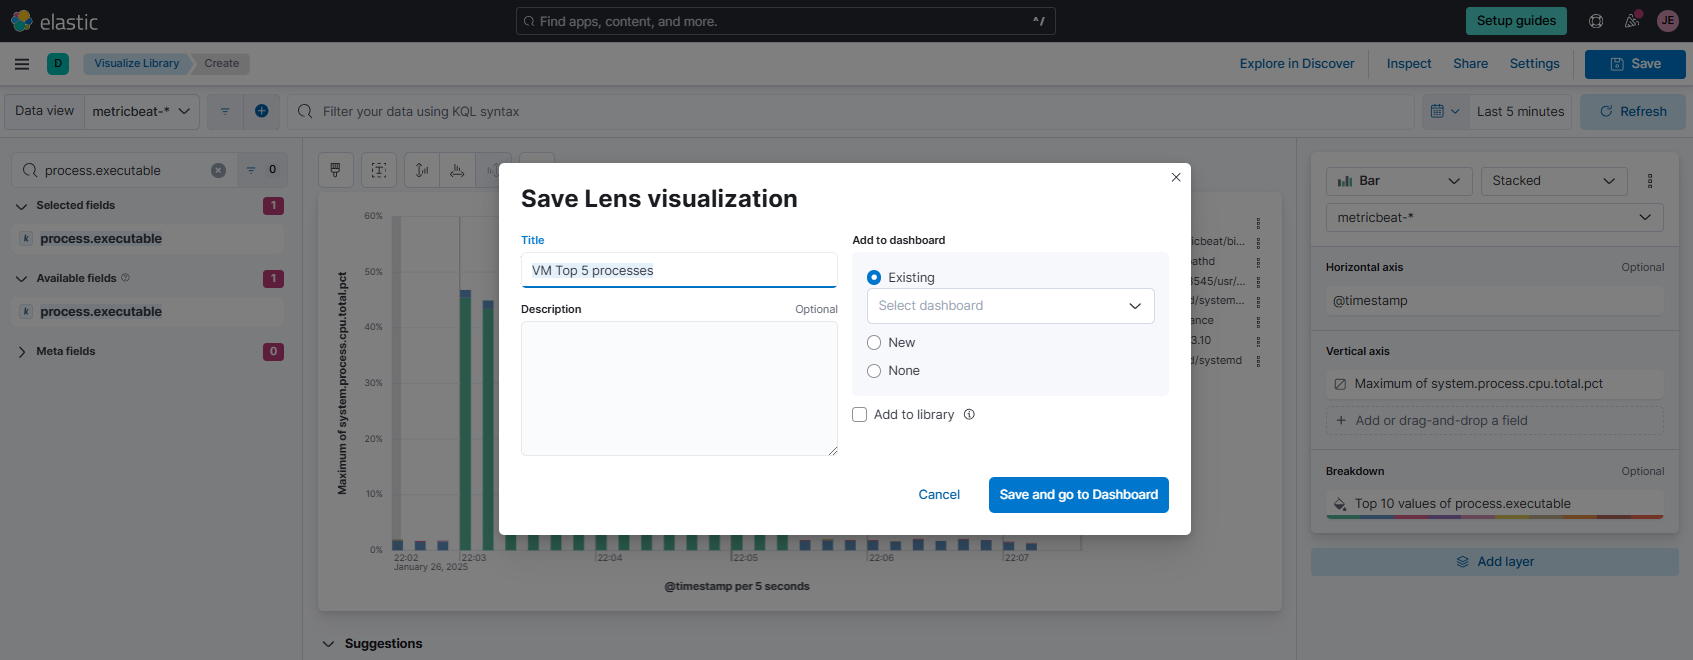 elastic
Find apps, content, and more.
^/
Setup guides
JE
D
Visualize Library
Create
Explore in Discover
Inspect
Share
Settings
Save
Data view
metricbeat-*
Filter your data using KQL syntax
Last 5 minutes
Refresh
process.executable
0
Selected fields
1
k process.executable
Available fields
1
k process.executable
Meta fields
0
Maximum of system.process.cpu.total.pct
60%
50%
40%
30%
20%
10%
0%
22:02
22:03
22:04
22:05
22:06
22:07
January 26, 2025
@timestamp per 5 seconds
icbeat/bi...
athd
3545/usr/...
d/system...
ence
3.10
d/systemd
Suggestions
Save Lens visualization
Title
VM Top 5 processes
Description
Optional
Add to dashboard
Existing
Select dashboard
New
None
Add to library
Cancel
Save and go to Dashboard
Bar
Stacked
metricbeat-*
Horizontal axis
Optional
@timestamp
Vertical axis
Maximum of system.process.cpu.total.pct
Add or drag-and-drop a field
Breakdown
Optional
Top 10 values of process.executable
Add layer